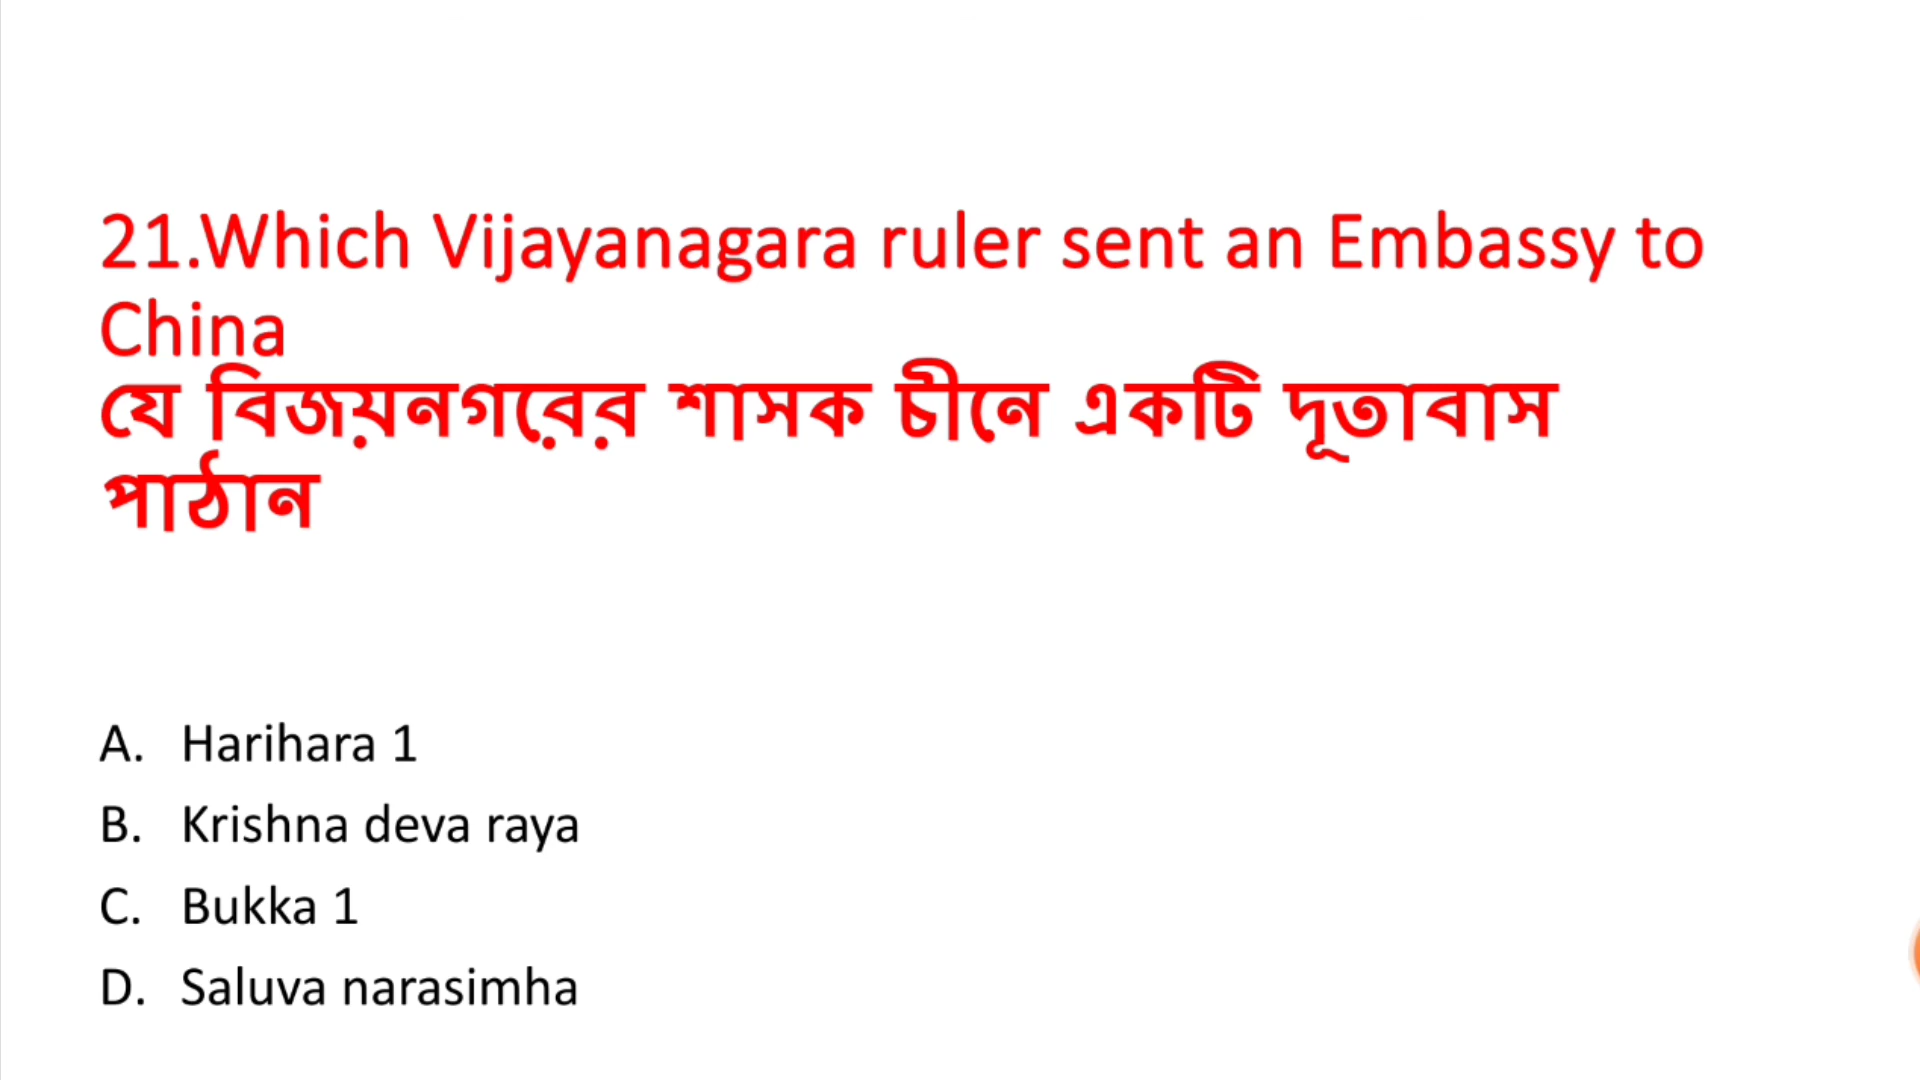 21.Which Vijayanagara ruler sent an Embassy to
China
যে বিজয়নগরের শাসক চীনে একটি দূতাবাস
পাঠান
A. Harihara 1
B. Krishna deva raya
C. Bukka 1
D. Saluva narasimha